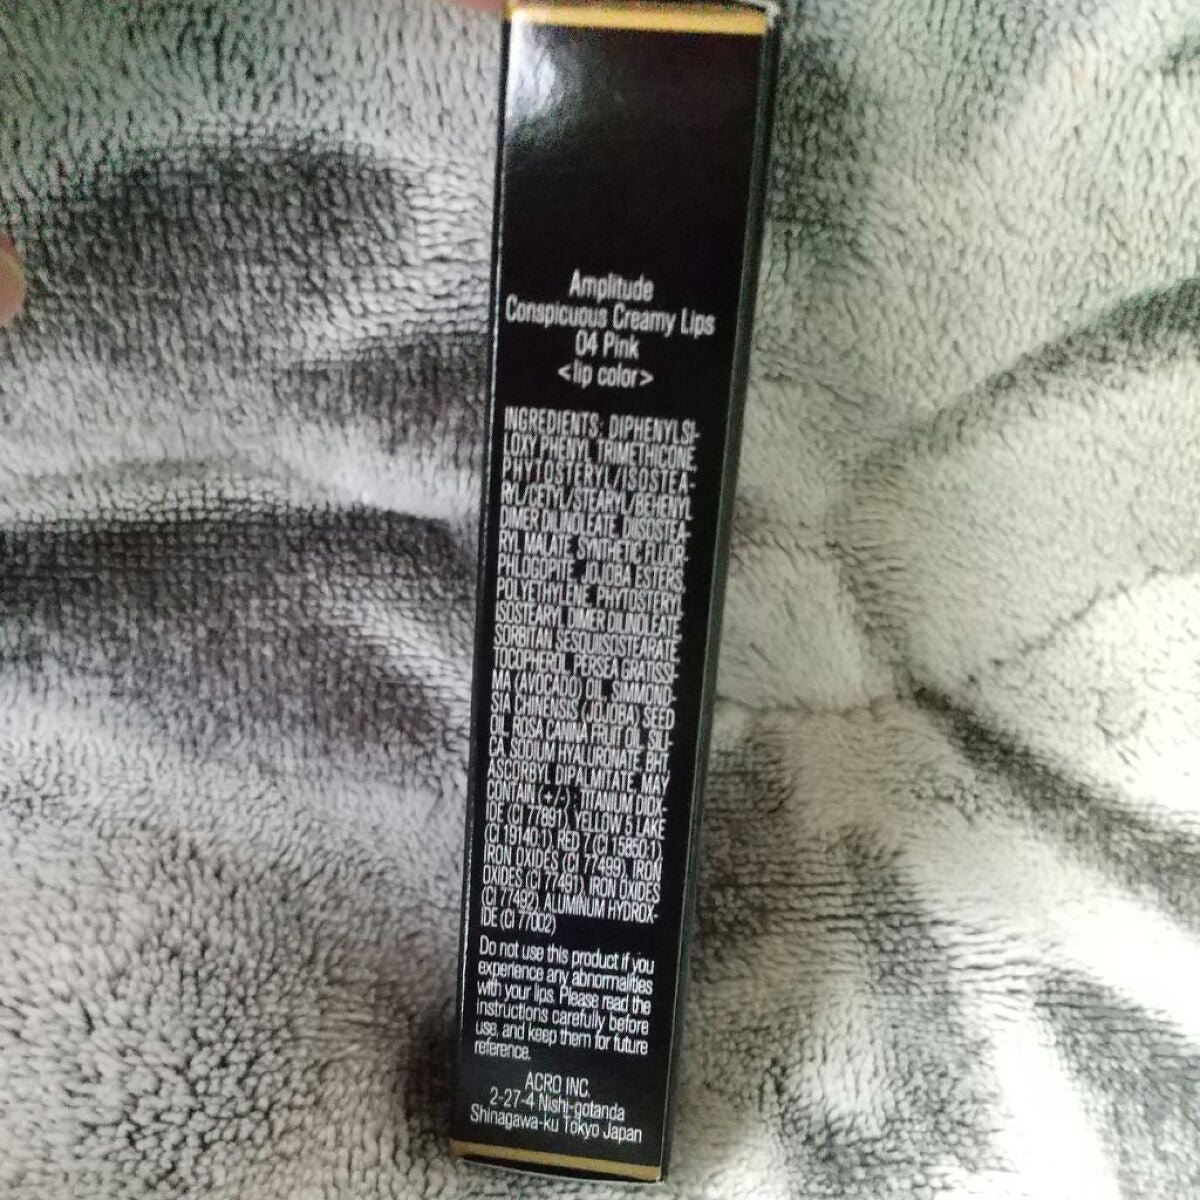 Amplitude
Conspicuous Creamy Lips
04 Pink
<lip color>
INGREDIENTS: DIPHENYLSI-
LOXY PHENYL TRIMETHICONE,
PHYTOSTERYL/ISOSTEA-
RYL/CETYL/STEARYL/BEHENYL
DIMER DILINOLEATE, DIISOSTEA-
RYL MALATE, SYNTHETIC FLUOR-
PHLOGOPITE, JOJOBA ESTERS,
POLYETHYLENE, PHYTOSTERYL
ISOSTEARYL DIMER DILINOLEATE,
SORBITAN SESQUIISOSTEARATE,
TOCOPHEROL, PERSEA GRATISSI-
MA (AVOCADO) OIL, SIMMOND-
SIA CHINENSIS (JOJOBA) SEED
OIL, ROSA CANINA FRUIT OIL, SILI-
CA, SODIUM HYALURONATE, BHT,
ASCORBYL DIPALMITATE, MAY
CONTAIN (+/-) : TITANIUM DIOX-
IDE (CI 77891), YELLOW 5 LAKE
(CI 19140:1), RED 7 (CI 15850:1),
IRON OXIDES (CI 77499), IRON
OXIDES (CI 77491), IRON OXIDES
(CI 77492), ALUMINUM HYDROX-
IDE (CI 77002)
Do not use this product if you
experience any abnormalities
with your lips. Please read the
instructions carefully before
use, and keep them for future
reference.
ACRO INC.
2-27-4 Nishi-gotanda
Shinagawa-ku Tokyo Japan